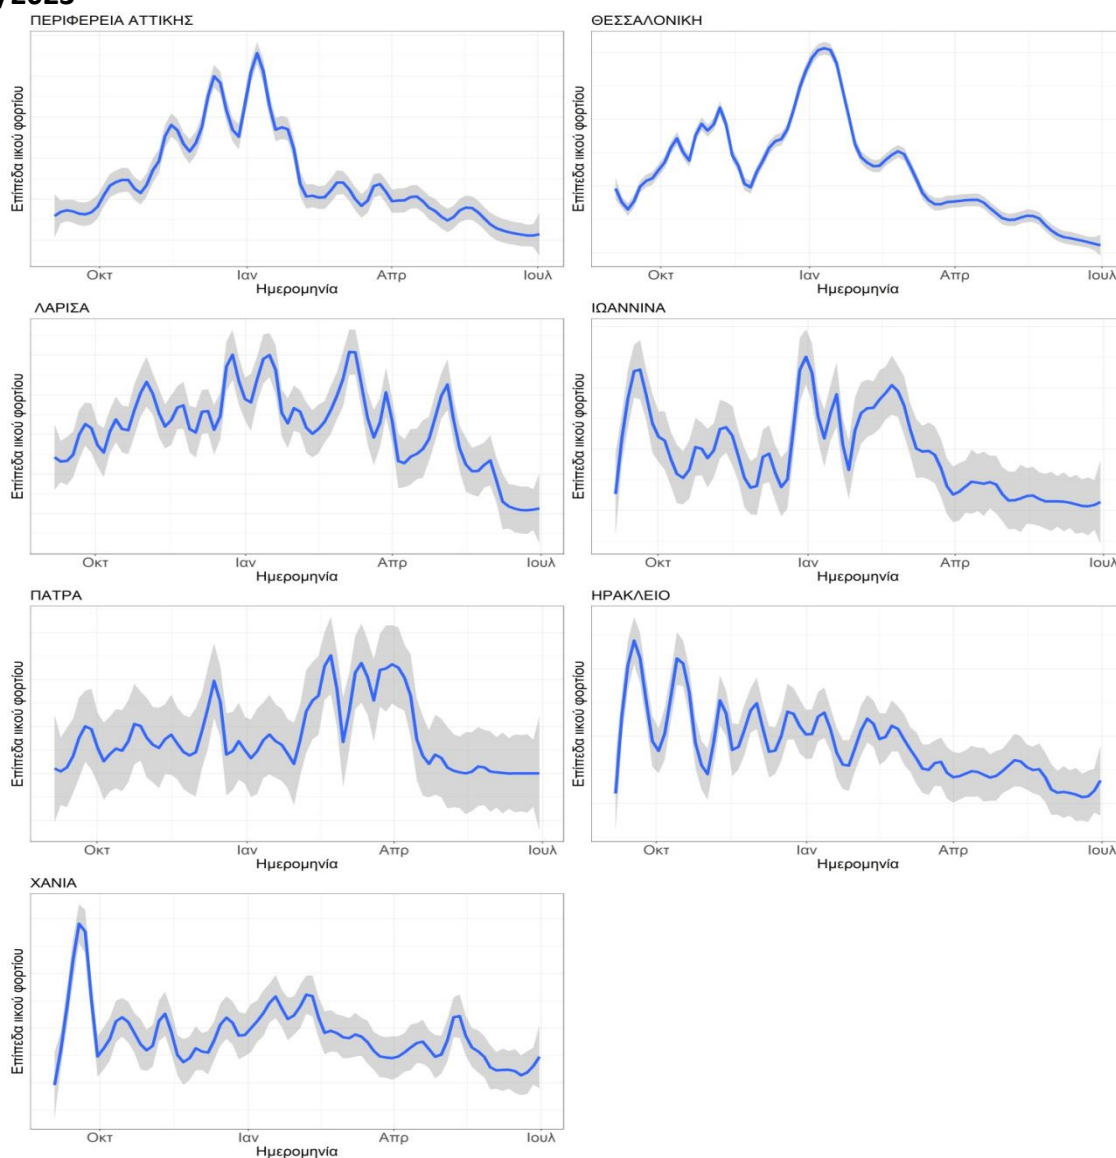 /2025
ΠΕΡΙΦΕΡΕΙΑ ΑΤΤΙΚΗΣ
Επίπεδα ιικού φορτίου
Οκτ Ιαν Απρ Ιουλ
Ημερομηνία
ΘΕΣΣΑΛΟΝΙΚΗ
Επίπεδα ιικού φορτίου
Οκτ Ιαν Απρ Ιουλ
Ημερομηνία
ΛΑΡΙΣΑ
Επίπεδα ιικού φορτίου
Οκτ Ιαν Απρ Ιουλ
Ημερομηνία
ΙΩΑΝΝΙΝΑ
Επίπεδα ιικού φορτίου
Οκτ Ιαν Απρ Ιουλ
Ημερομηνία
ΠΑΤΡΑ
Επίπεδα ιικού φορτίου
Οκτ Ιαν Απρ Ιουλ
Ημερομηνία
ΗΡΑΚΛΕΙΟ
Επίπεδα ιικού φορτίου
Οκτ Ιαν Απρ Ιουλ
Ημερομηνία
ΧΑΝΙΑ
Επίπεδα ιικού φορτίου
Οκτ Ιαν Απρ Ιουλ
Ημερομηνία